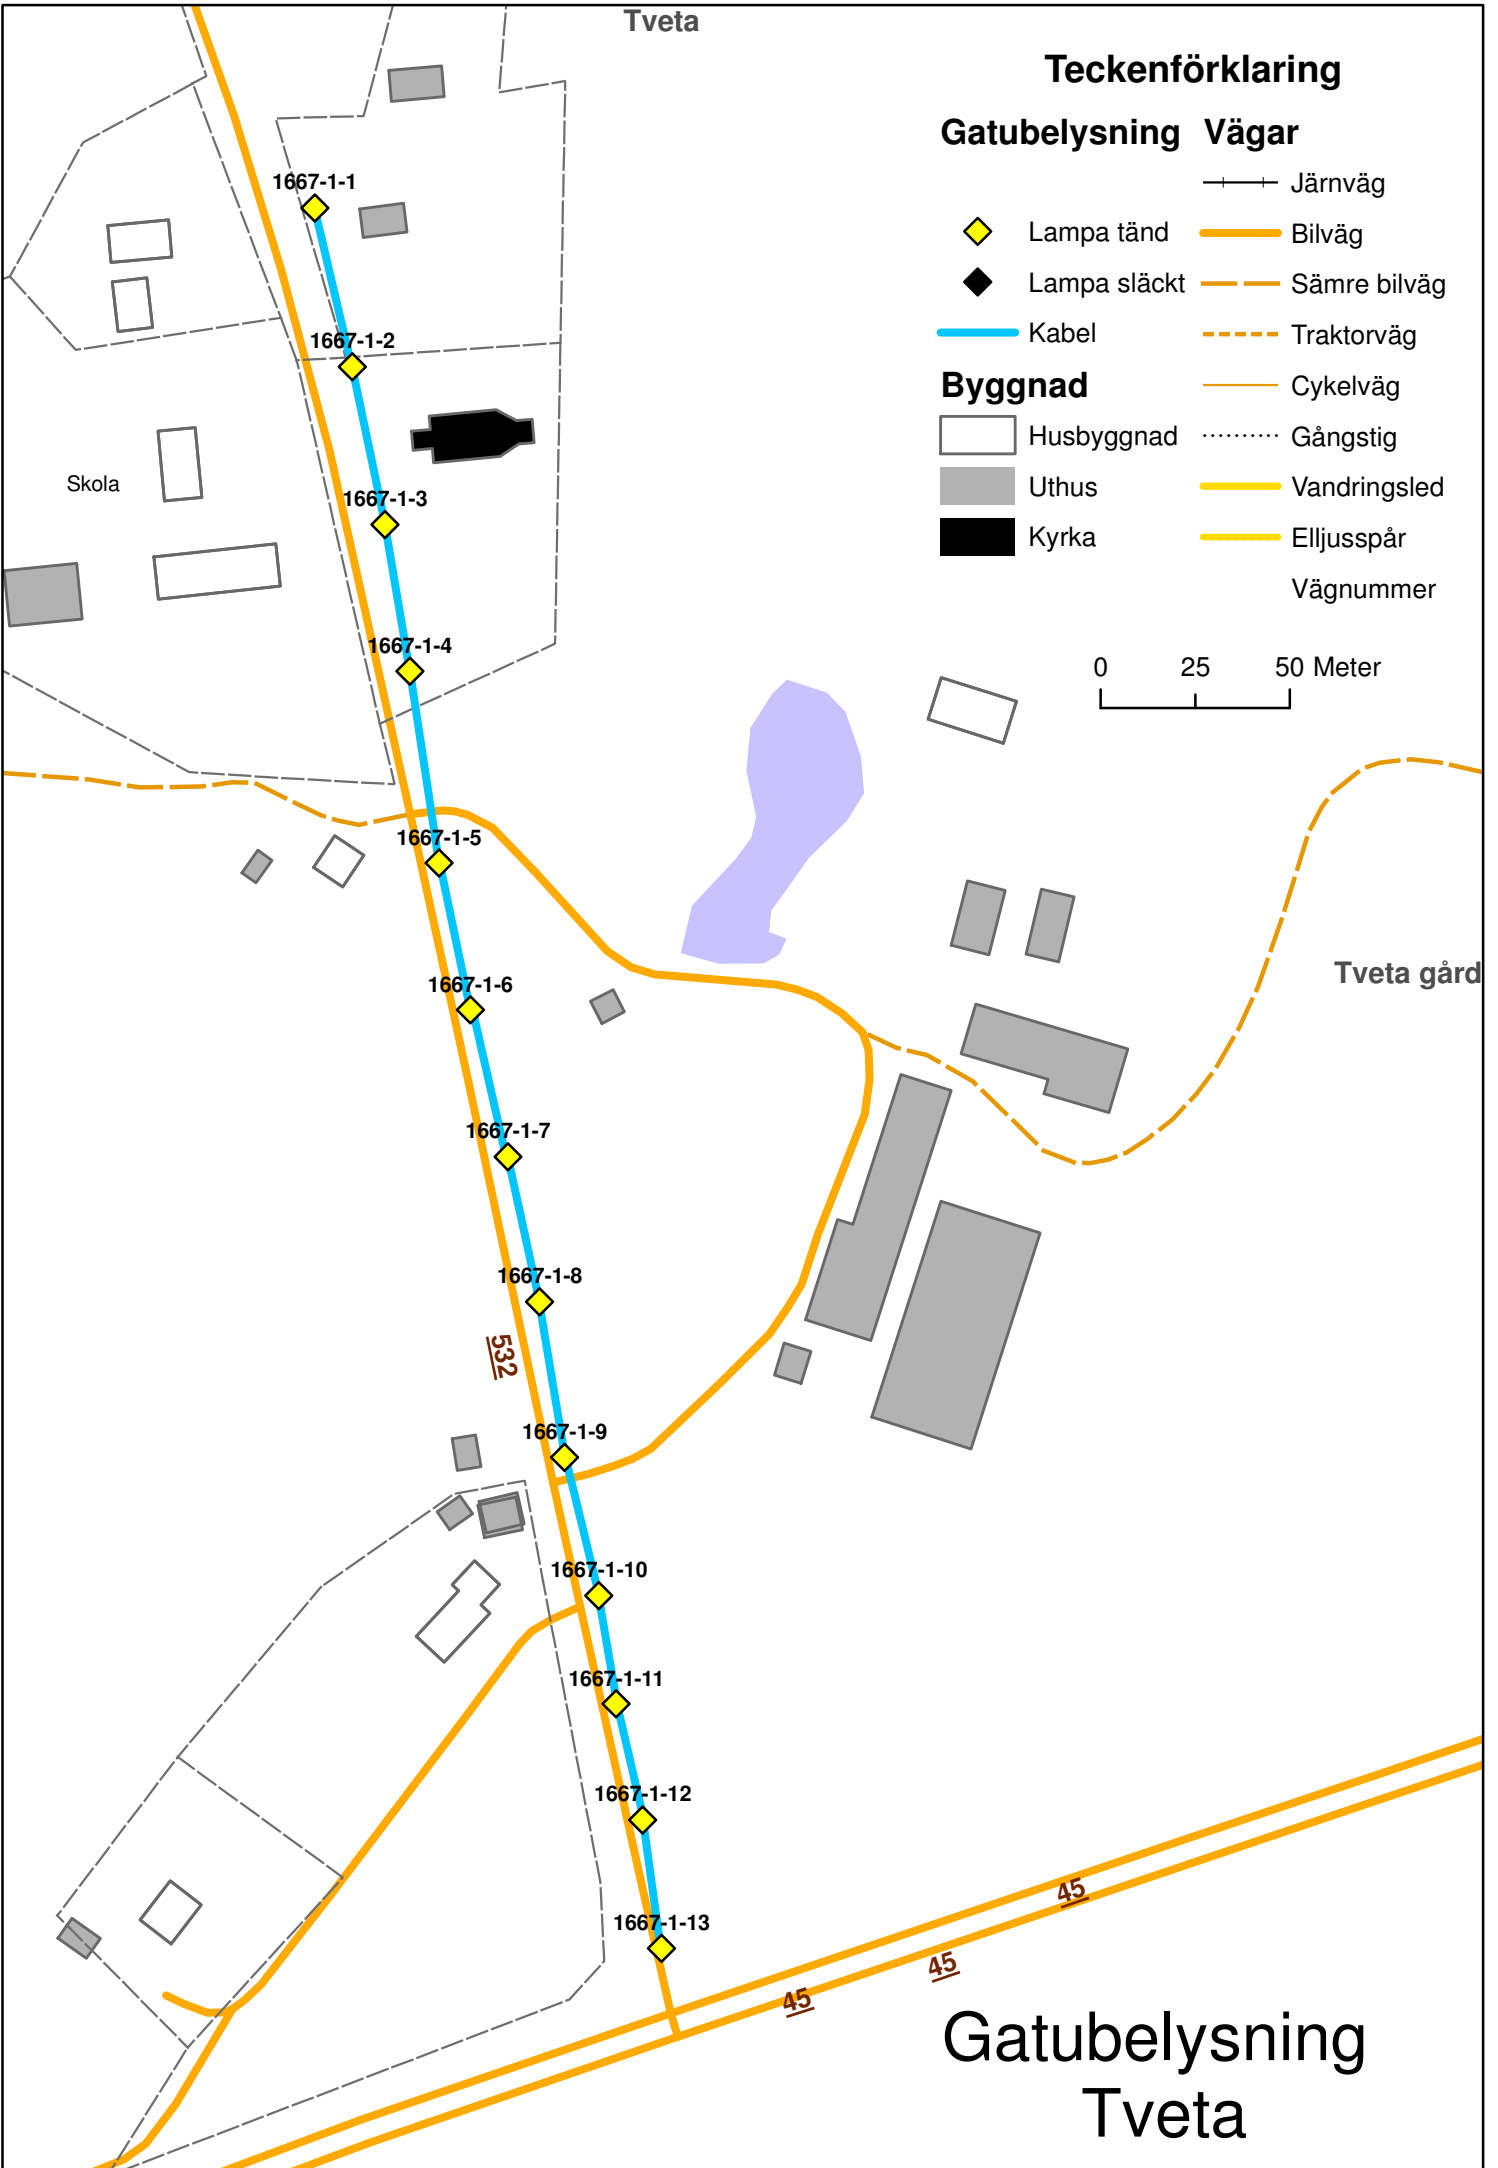 Tveta
Teckenförklaring
Gatubelysning
Lampa tänd
Lampa släckt
Kabel
Byggnad
Husbyggnad
Uthus
Kyrka
Vägar
Järnväg
Bilväg
Sämre bilväg
Traktorväg
Cykelväg
Gångstig
Vandringsled
Elljusspår
Vägnummer
0 25 50 Meter
1667-1-1
1667-1-2
Skola
1667-1-3
1667-1-4
1667-1-5
Tveta gård
1667-1-6
1667-1-7
1667-1-8
532
1667-1-9
1667-1-10
1667-1-11
1667-1-12
1667-1-13
45
45
45
Gatubelysning
Tveta